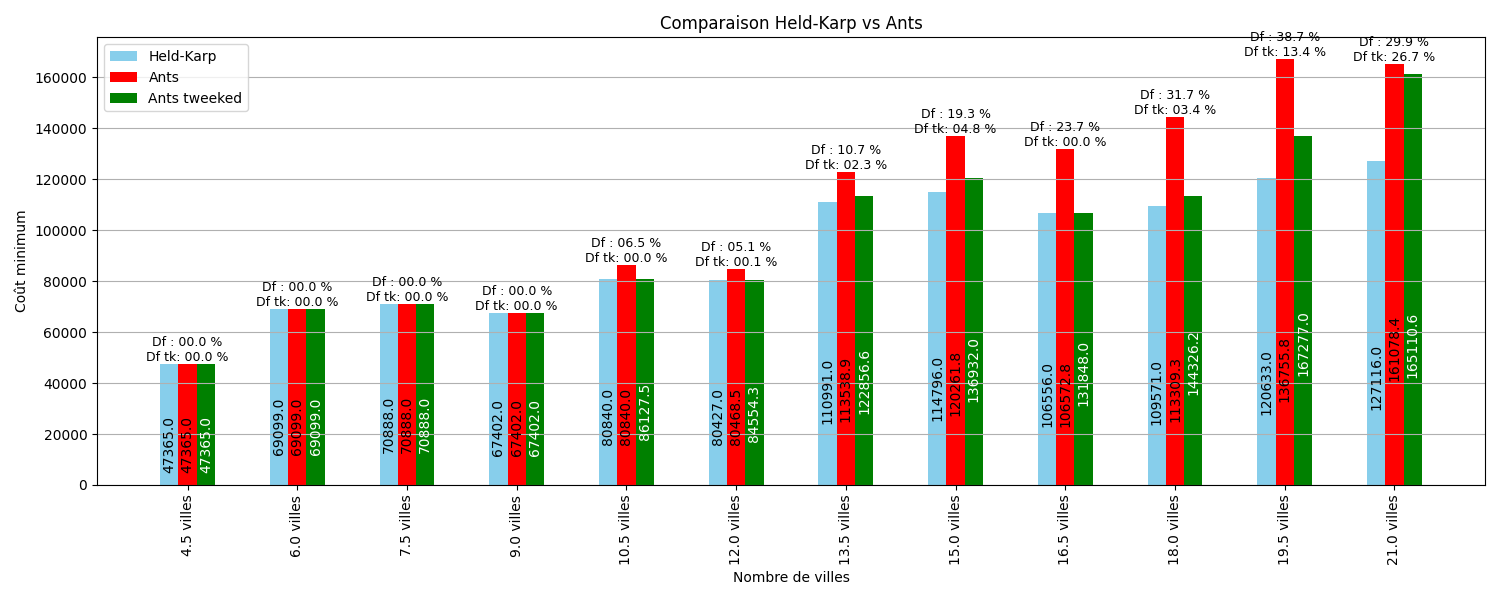 Comparaison Held-Karp vs Ants
Held-Karp
Ants
Ants tweeked
Coût minimum
160000
140000
120000
100000
80000
60000
40000
20000
0
Df : 00.0 %
Df tk: 00.0 %
47365.0
47365.0
47365.0
Df : 00.0 %
Df tk: 00.0 %
69099.0
69099.0
69099.0
Df : 00.0 %
Df tk: 00.0 %
70888.0
70888.0
70888.0
Df : 00.0 %
Df tk: 00.0 %
67402.0
67402.0
67402.0
Df : 06.5 %
Df tk: 00.0 %
80840.0
80840.0
86127.5
Df : 05.1 %
Df tk: 00.1 %
80427.0
80468.5
84554.3
Df : 10.7 %
Df tk: 02.3 %
110991.0
113538.9
122856.6
Df : 19.3 %
Df tk: 04.8 %
114796.0
120261.8
136932.0
Df : 23.7 %
Df tk: 00.0 %
106556.0
106572.8
131848.0
Df : 31.7 %
Df tk: 03.4 %
109571.0
113309.3
144326.2
Df : 38.7 %
Df tk: 13.4 %
120633.0
136755.8
167277.0
Df : 29.9 %
Df tk: 26.7 %
127116.0
161078.4
165110.6
4.5 villes
6.0 villes
7.5 villes
9.0 villes
10.5 villes
12.0 villes
13.5 villes
15.0 villes
16.5 villes
18.0 villes
19.5 villes
21.0 villes
Nombre de villes